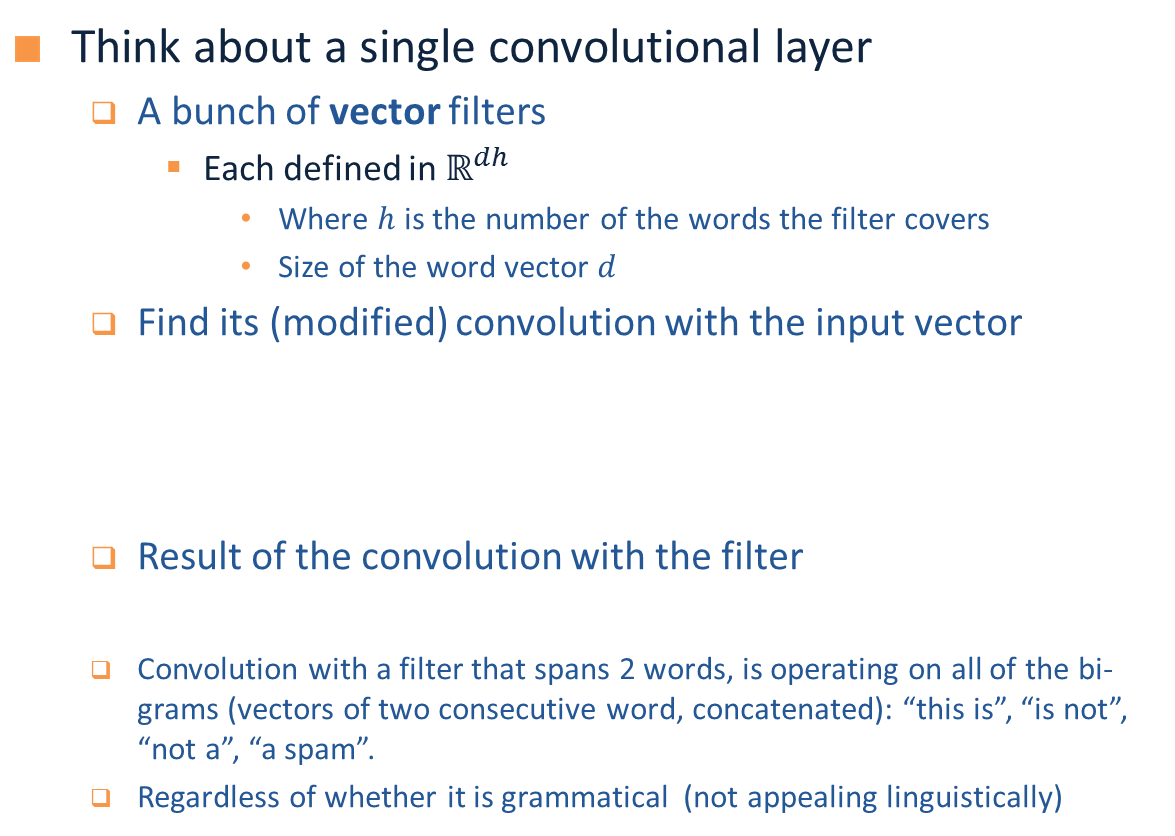 Think about a single convolutional layer
A bunch of vector filters
Each defined in ℝ^{dh}
Where h is the number of the words the filter covers
Size of the word vector d
Find its (modified) convolution with the input vector
Result of the convolution with the filter
Convolution with a filter that spans 2 words, is operating on all of the bi-
grams (vectors of two consecutive word, concatenated): “this is”, “is not”,
“not a”, “a spam”.
Regardless of whether it is grammatical (not appealing linguistically)